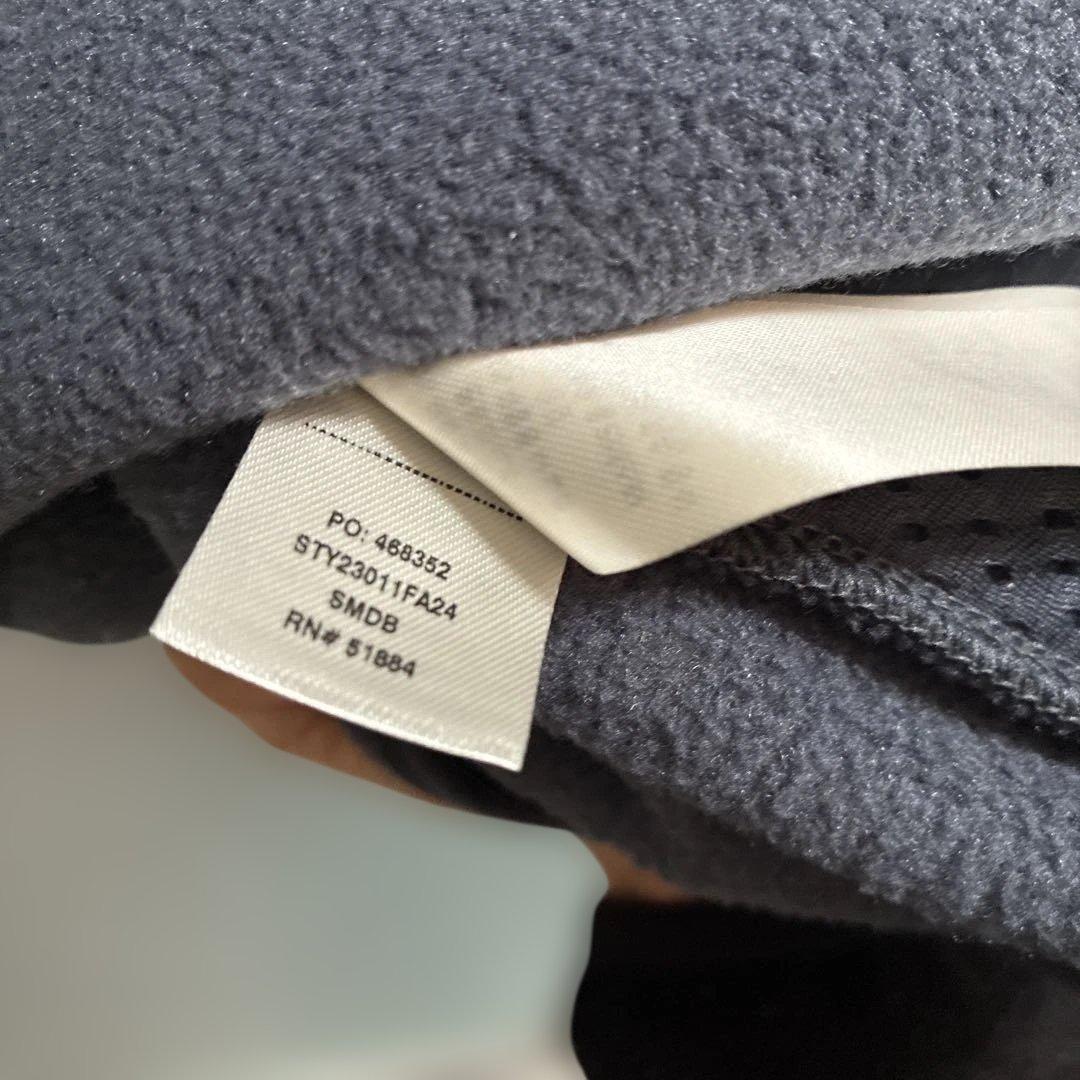 PO: 468352
STY23011FA24
SMDB
RN# 51884